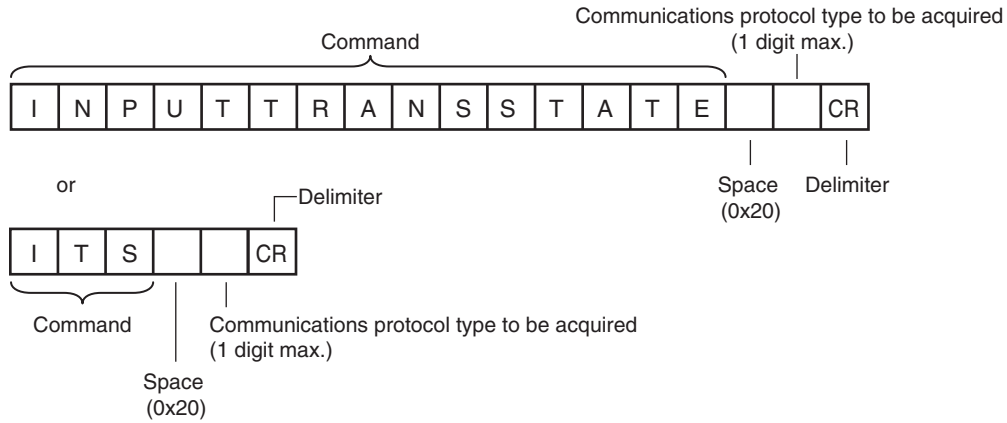 Communications protocol type to be acquired
(1 digit max.)
Command
I N P U T T R A N S S T A T E CR
Space
(0x20)
Delimiter
or
Delimiter
I T S CR
Command
Communications protocol type to be acquired
(1 digit max.)
Space
(0x20)